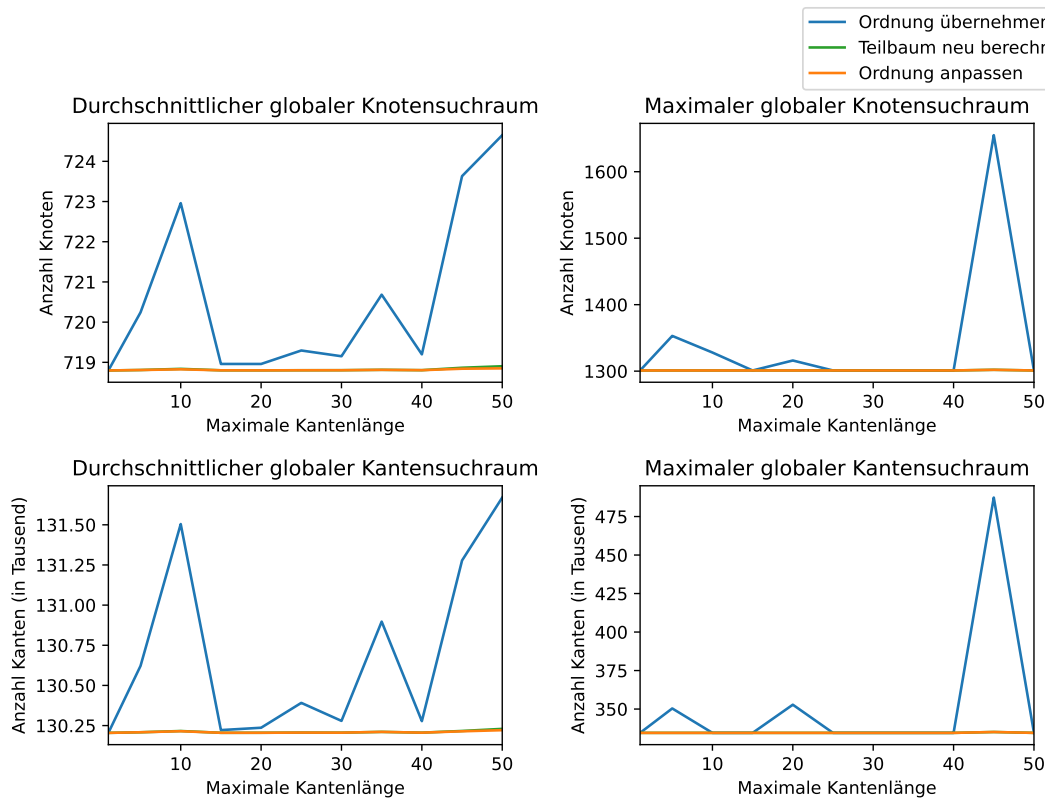 Ordnung übernehmen
Teilbaum neu berechn
Ordnung anpassen
Durchschnittlicher globaler Knotensuchraum
Maximaler globaler Knotensuchraum
Anzahl Knoten
724
723
722
721
720
719
10 20 30 40 50
Maximale Kantenlänge
Anzahl Knoten
1600
1500
1400
1300
10 20 30 40 50
Maximale Kantenlänge
Durchschnittlicher globaler Kantensuchraum
Maximaler globaler Kantensuchraum
Anzahl Kanten (in Tausend)
131.50
131.25
131.00
130.75
130.50
130.25
10 20 30 40 50
Maximale Kantenlänge
Anzahl Kanten (in Tausend)
475
450
425
400
375
350
10 20 30 40 50
Maximale Kantenlänge